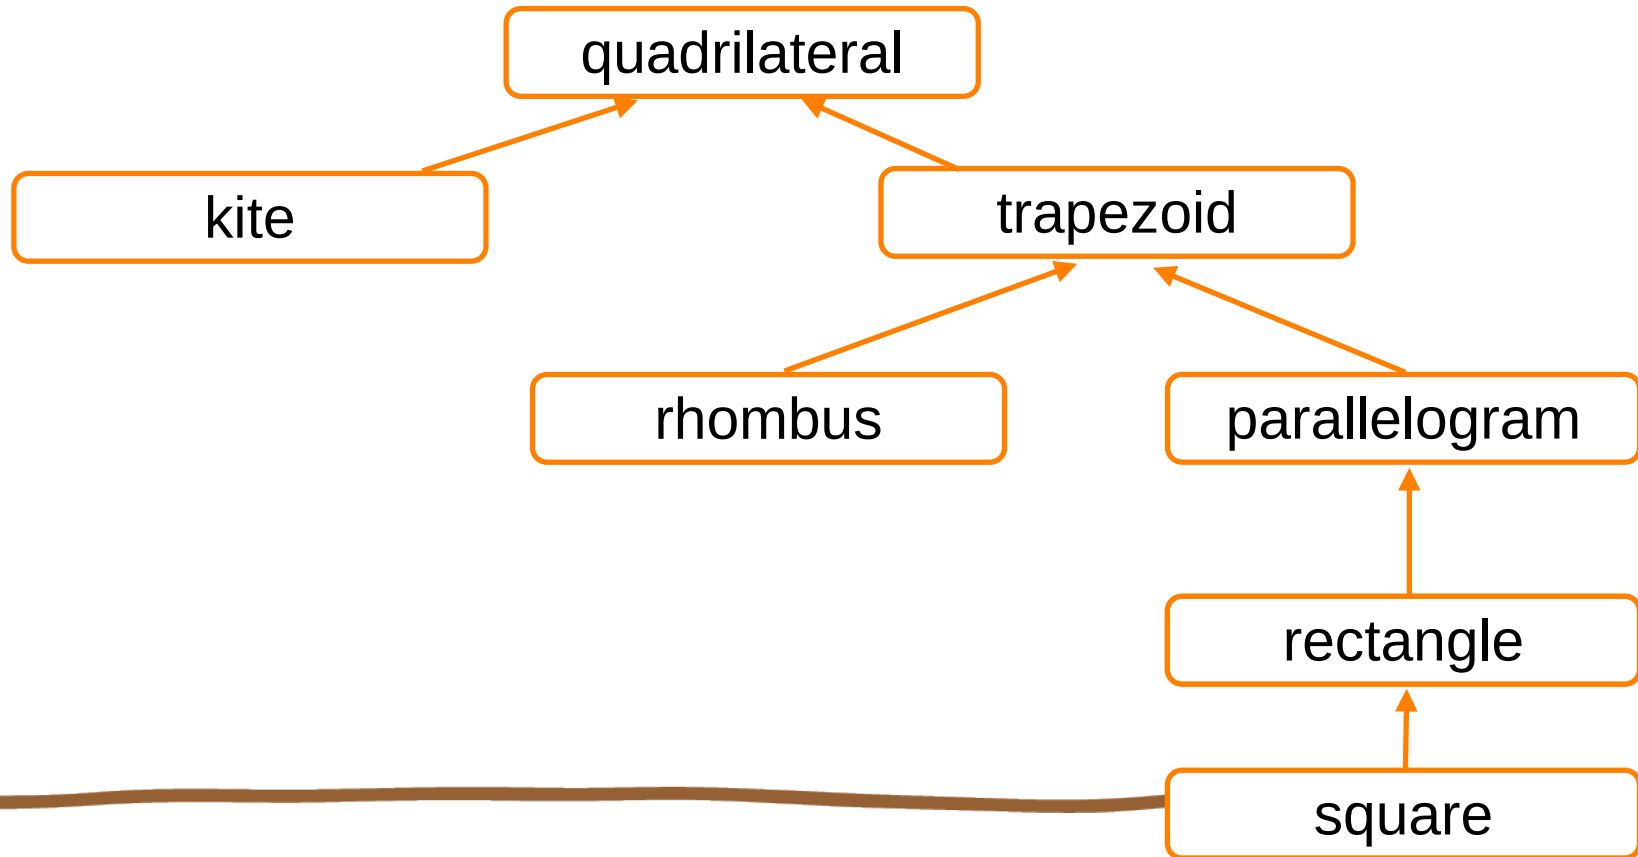 quadrilateral
kite
trapezoid
rhombus
parallelogram
rectangle
square